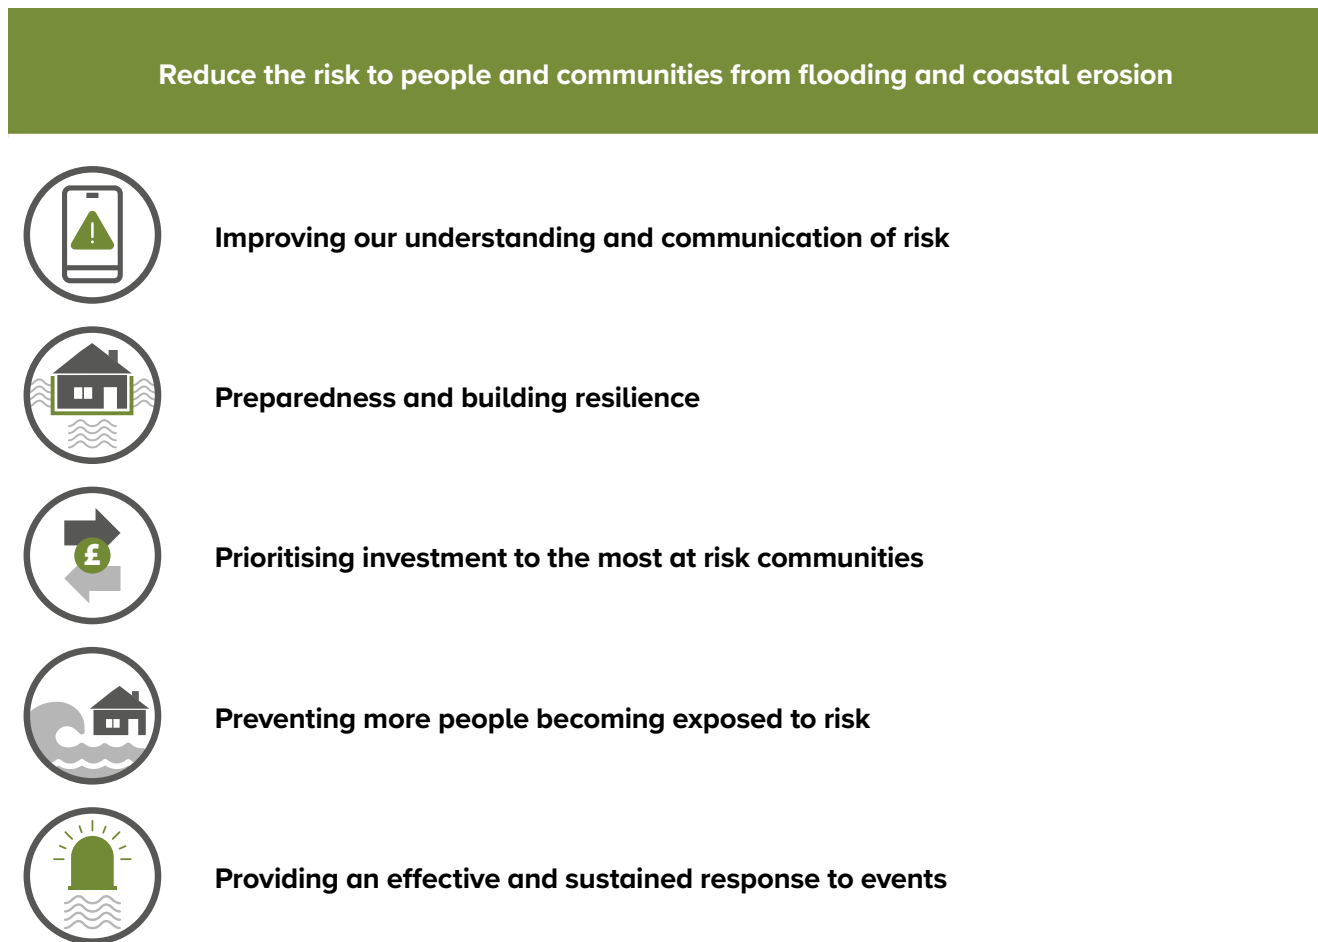 Reduce the risk to people and communities from flooding and coastal erosion
!
Improving our understanding and communication of risk
Preparedness and building resilience
£
Prioritising investment to the most at risk communities
Preventing more people becoming exposed to risk
Providing an effective and sustained response to events